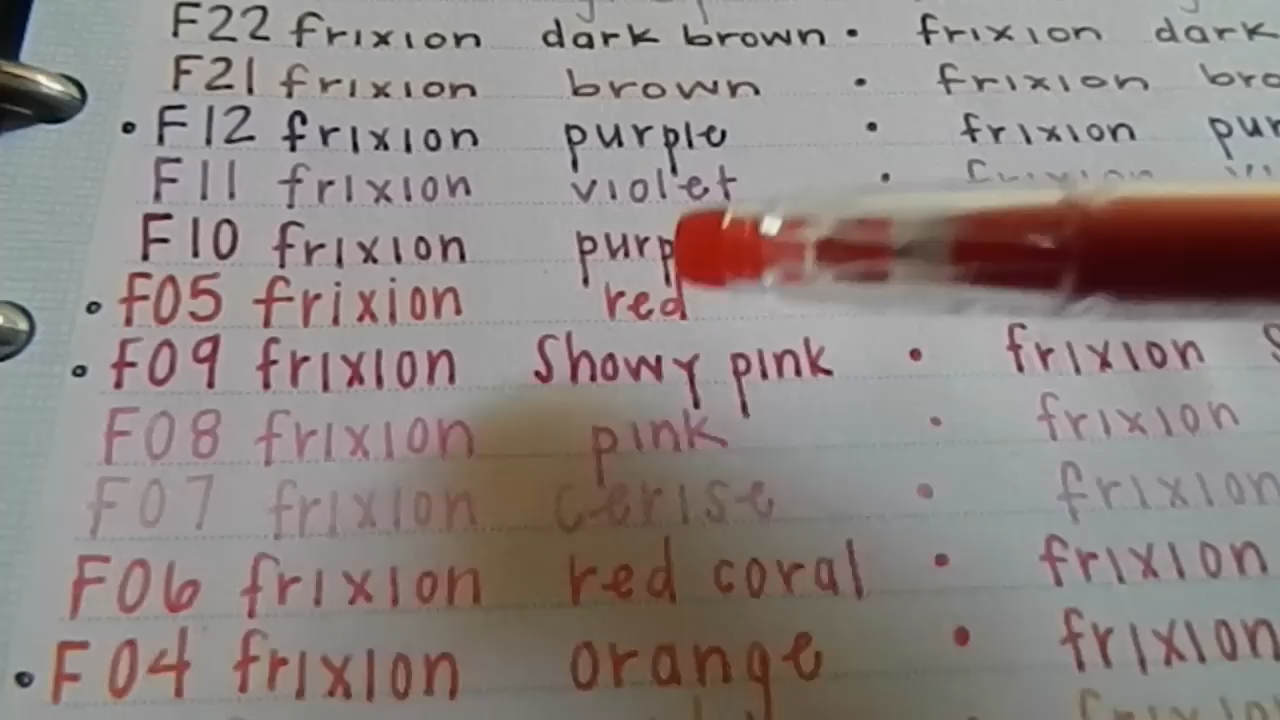 F22 frixion dark brown • frixion dark
F21 frixion brown • frixion
• F12 frixion purple • frixion
F11 frixion violet •
F10 frixion
• F05 frixion red
• F09 frixion Showy pink • frixion
F08 frixion pink • frixion
F07 frixion cerise • frixion
F06 frixion red coral • frixion
• F04 frixion orange • frixion